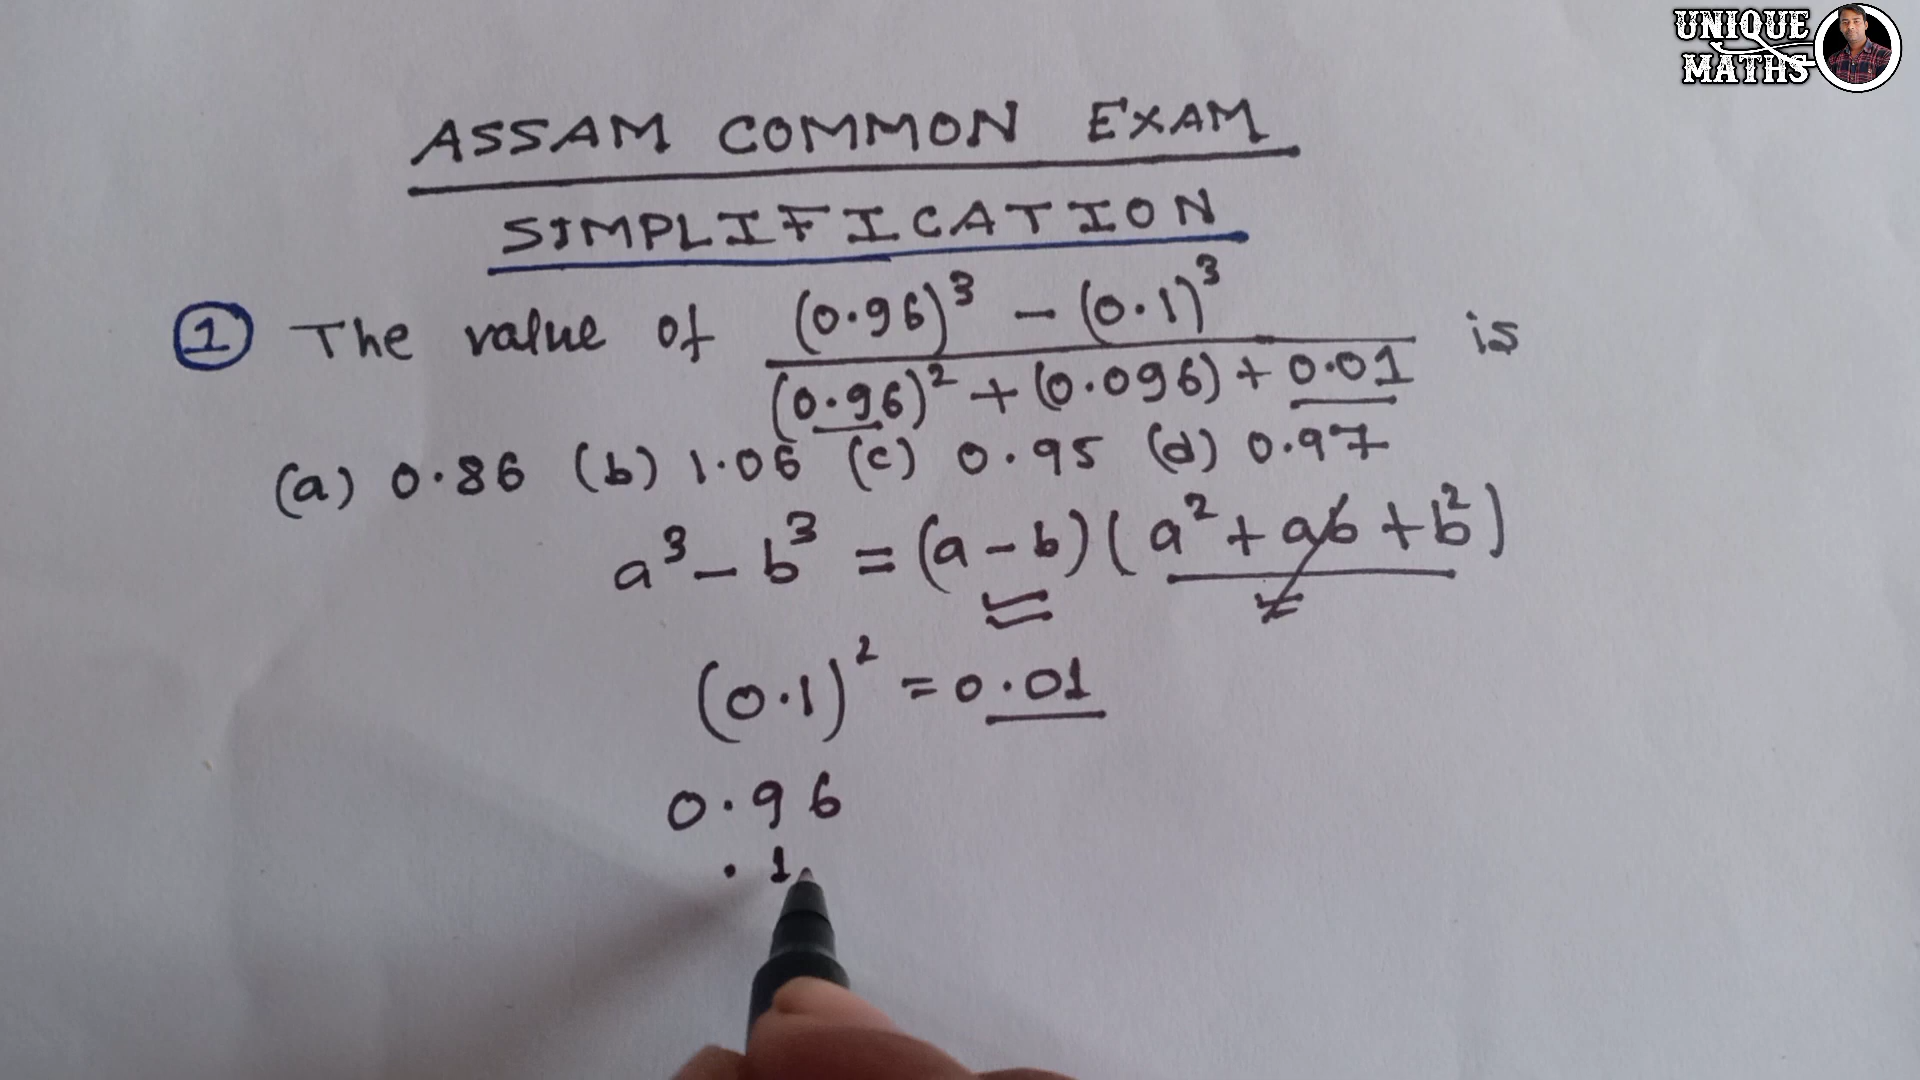 UNIQUE
MATHS
ASSAM COMMON EXAM
SIMPLIFICATION
① The value of (0.96)³ - (0.1)³ / (0.96)² + (0.096) + 0.01 is
(a) 0.86 (b) 1.06 (c) 0.95 (d) 0.97
a³ - b³ = (a - b) (a² + ab + b²)
(0.1)² = 0.01
0.96
.1